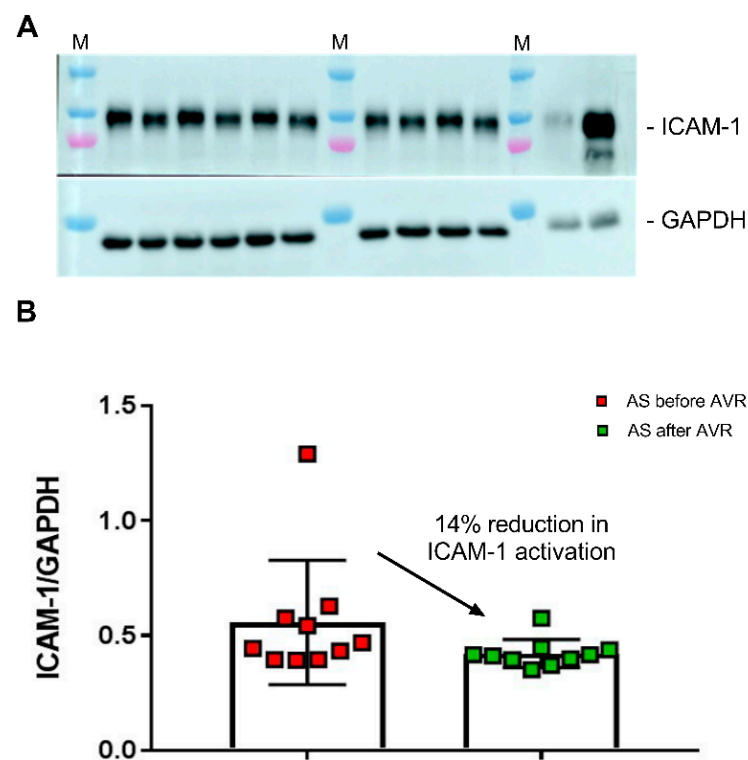 A
M M M
- ICAM-1
- GAPDH
B
AS before AVR
AS after AVR
14% reduction in
ICAM-1 activation
ICAM-1/GAPDH
1.5
1.0
0.5
0.0